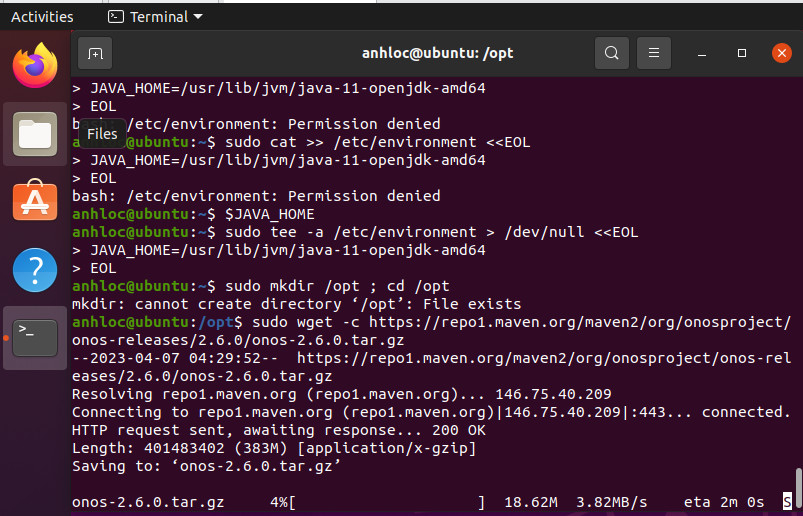 Activities
Terminal
anhloc@ubuntu: /opt
> JAVA_HOME=/usr/lib/jvm/java-11-openjdk-amd64
> EOL
bash: /etc/environment: Permission denied
Files
anhloc@ubuntu:~$ sudo cat >> /etc/environment <<EOL
> JAVA_HOME=/usr/lib/jvm/java-11-openjdk-amd64
> EOL
bash: /etc/environment: Permission denied
anhloc@ubuntu:~$ $JAVA_HOME
anhloc@ubuntu:~$ sudo tee -a /etc/environment > /dev/null <<EOL
> JAVA_HOME=/usr/lib/jvm/java-11-openjdk-amd64
> EOL
anhloc@ubuntu:~$ sudo mkdir /opt ; cd /opt
mkdir: cannot create directory ‘/opt’: File exists
anhloc@ubuntu:/opt$ sudo wget -c https://repo1.maven.org/maven2/org/onosproject/
onos-releases/2.6.0/onos-2.6.0.tar.gz
--2023-04-07 04:29:52--  https://repo1.maven.org/maven2/org/onosproject/onos-rel
eases/2.6.0/onos-2.6.0.tar.gz
Resolving repo1.maven.org (repo1.maven.org)... 146.75.40.209
Connecting to repo1.maven.org (repo1.maven.org)|146.75.40.209|:443... connected.
HTTP request sent, awaiting response... 200 OK
Length: 401483402 (383M) [application/x-gzip]
Saving to: ‘onos-2.6.0.tar.gz’
onos-2.6.0.tar.gz     4%[                    ]  18.62M  3.82MB/s    eta 2m 0s  S